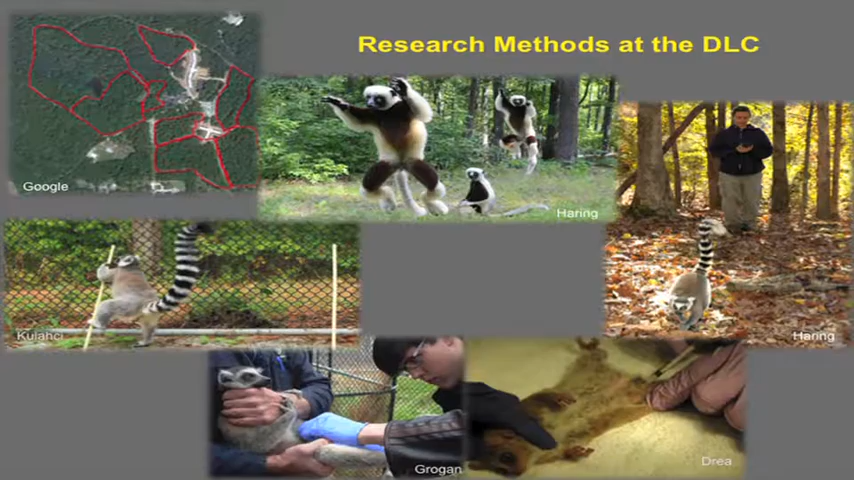 Research Methods at the DLC
Google
Haring
Kulahci
Haring
Grogan
Drea